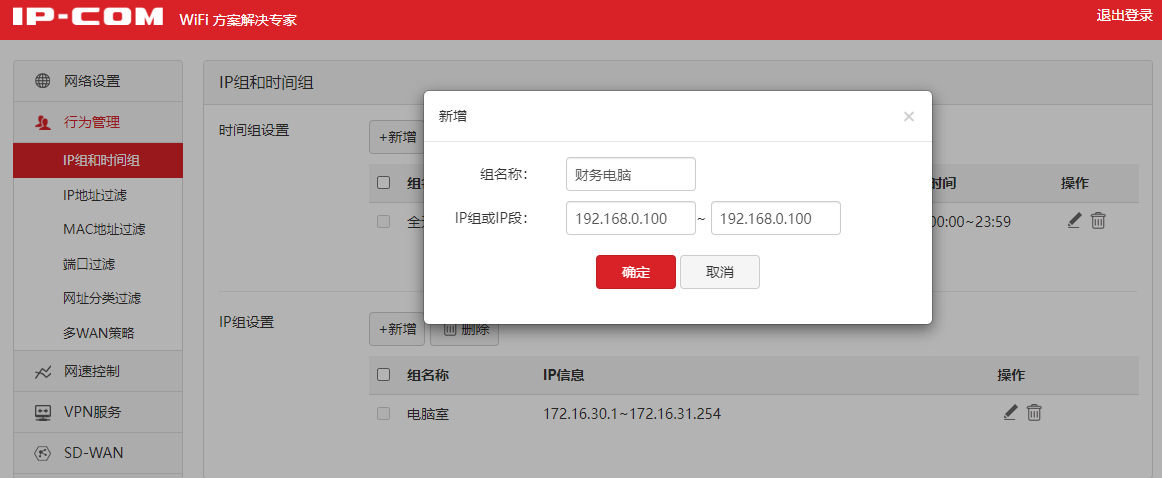 IP-COM WiFi 方案解决专家 退出登录
网络设置
行为管理
IP组和时间组
IP地址过滤
MAC地址过滤
端口过滤
网址分类过滤
多WAN策略
网速控制
VPN服务
SD-WAN
IP组和时间组
时间组设置 +新增
时间 操作
00:00~23:59
新增 ×
组名称: 财务电脑
IP组或IP段: 192.168.0.100 ~ 192.168.0.100
确定 取消
IP组设置 +新增 删除
组名称 IP信息 操作
电脑室 172.16.30.1~172.16.31.254